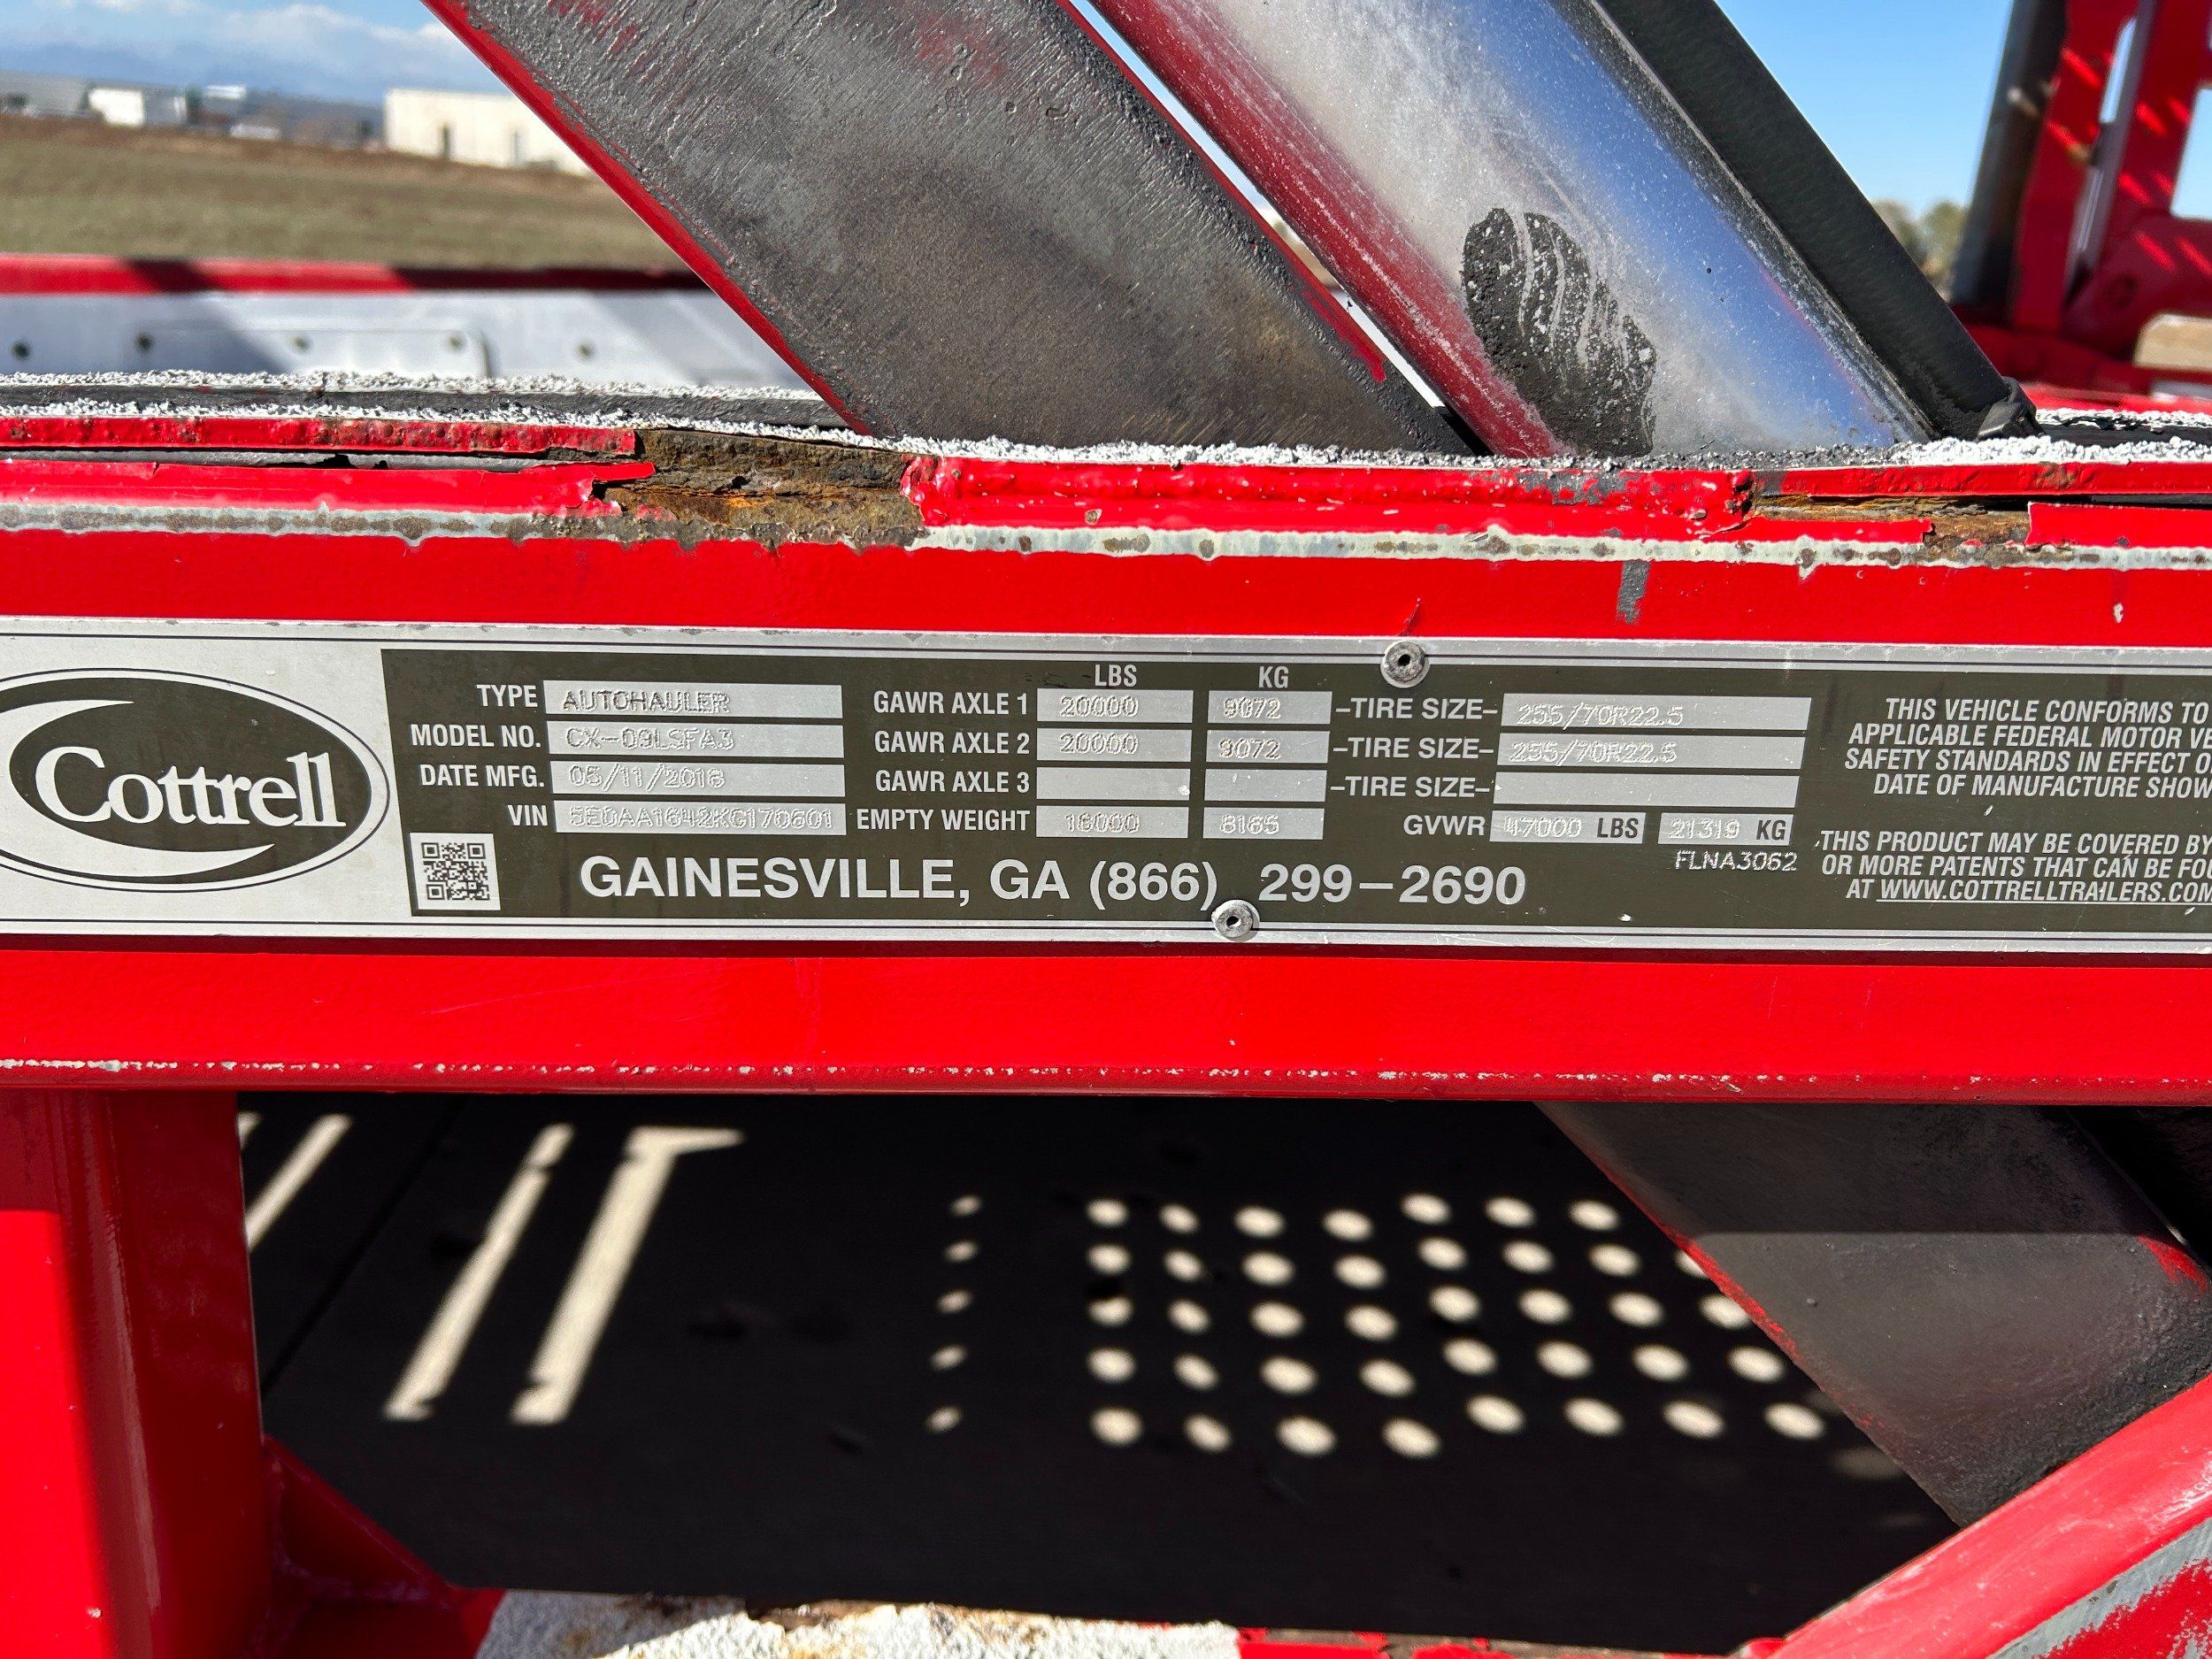 Cottrell
LBS KG
TYPE AUTOHAULER GAWR AXLE 1 20000 9072 –TIRE SIZE– 255/70R22.5
MODEL NO. CX-09LSFA3 GAWR AXLE 2 20000 9072 –TIRE SIZE– 255/70R22.5
DATE MFG. 05/11/2018 GAWR AXLE 3 –TIRE SIZE–
VIN 5E0AA1642KG170601 EMPTY WEIGHT 18000 8165 GVWR 47000 LBS 21319 KG
FLNA3062
GAINESVILLE, GA (866) 299-2690
THIS VEHICLE CONFORMS TO
APPLICABLE FEDERAL MOTOR VE
SAFETY STANDARDS IN EFFECT O
DATE OF MANUFACTURE SHOW
THIS PRODUCT MAY BE COVERED BY
OR MORE PATENTS THAT CAN BE FOU
AT WWW.COTTRELLTRAILERS.COM